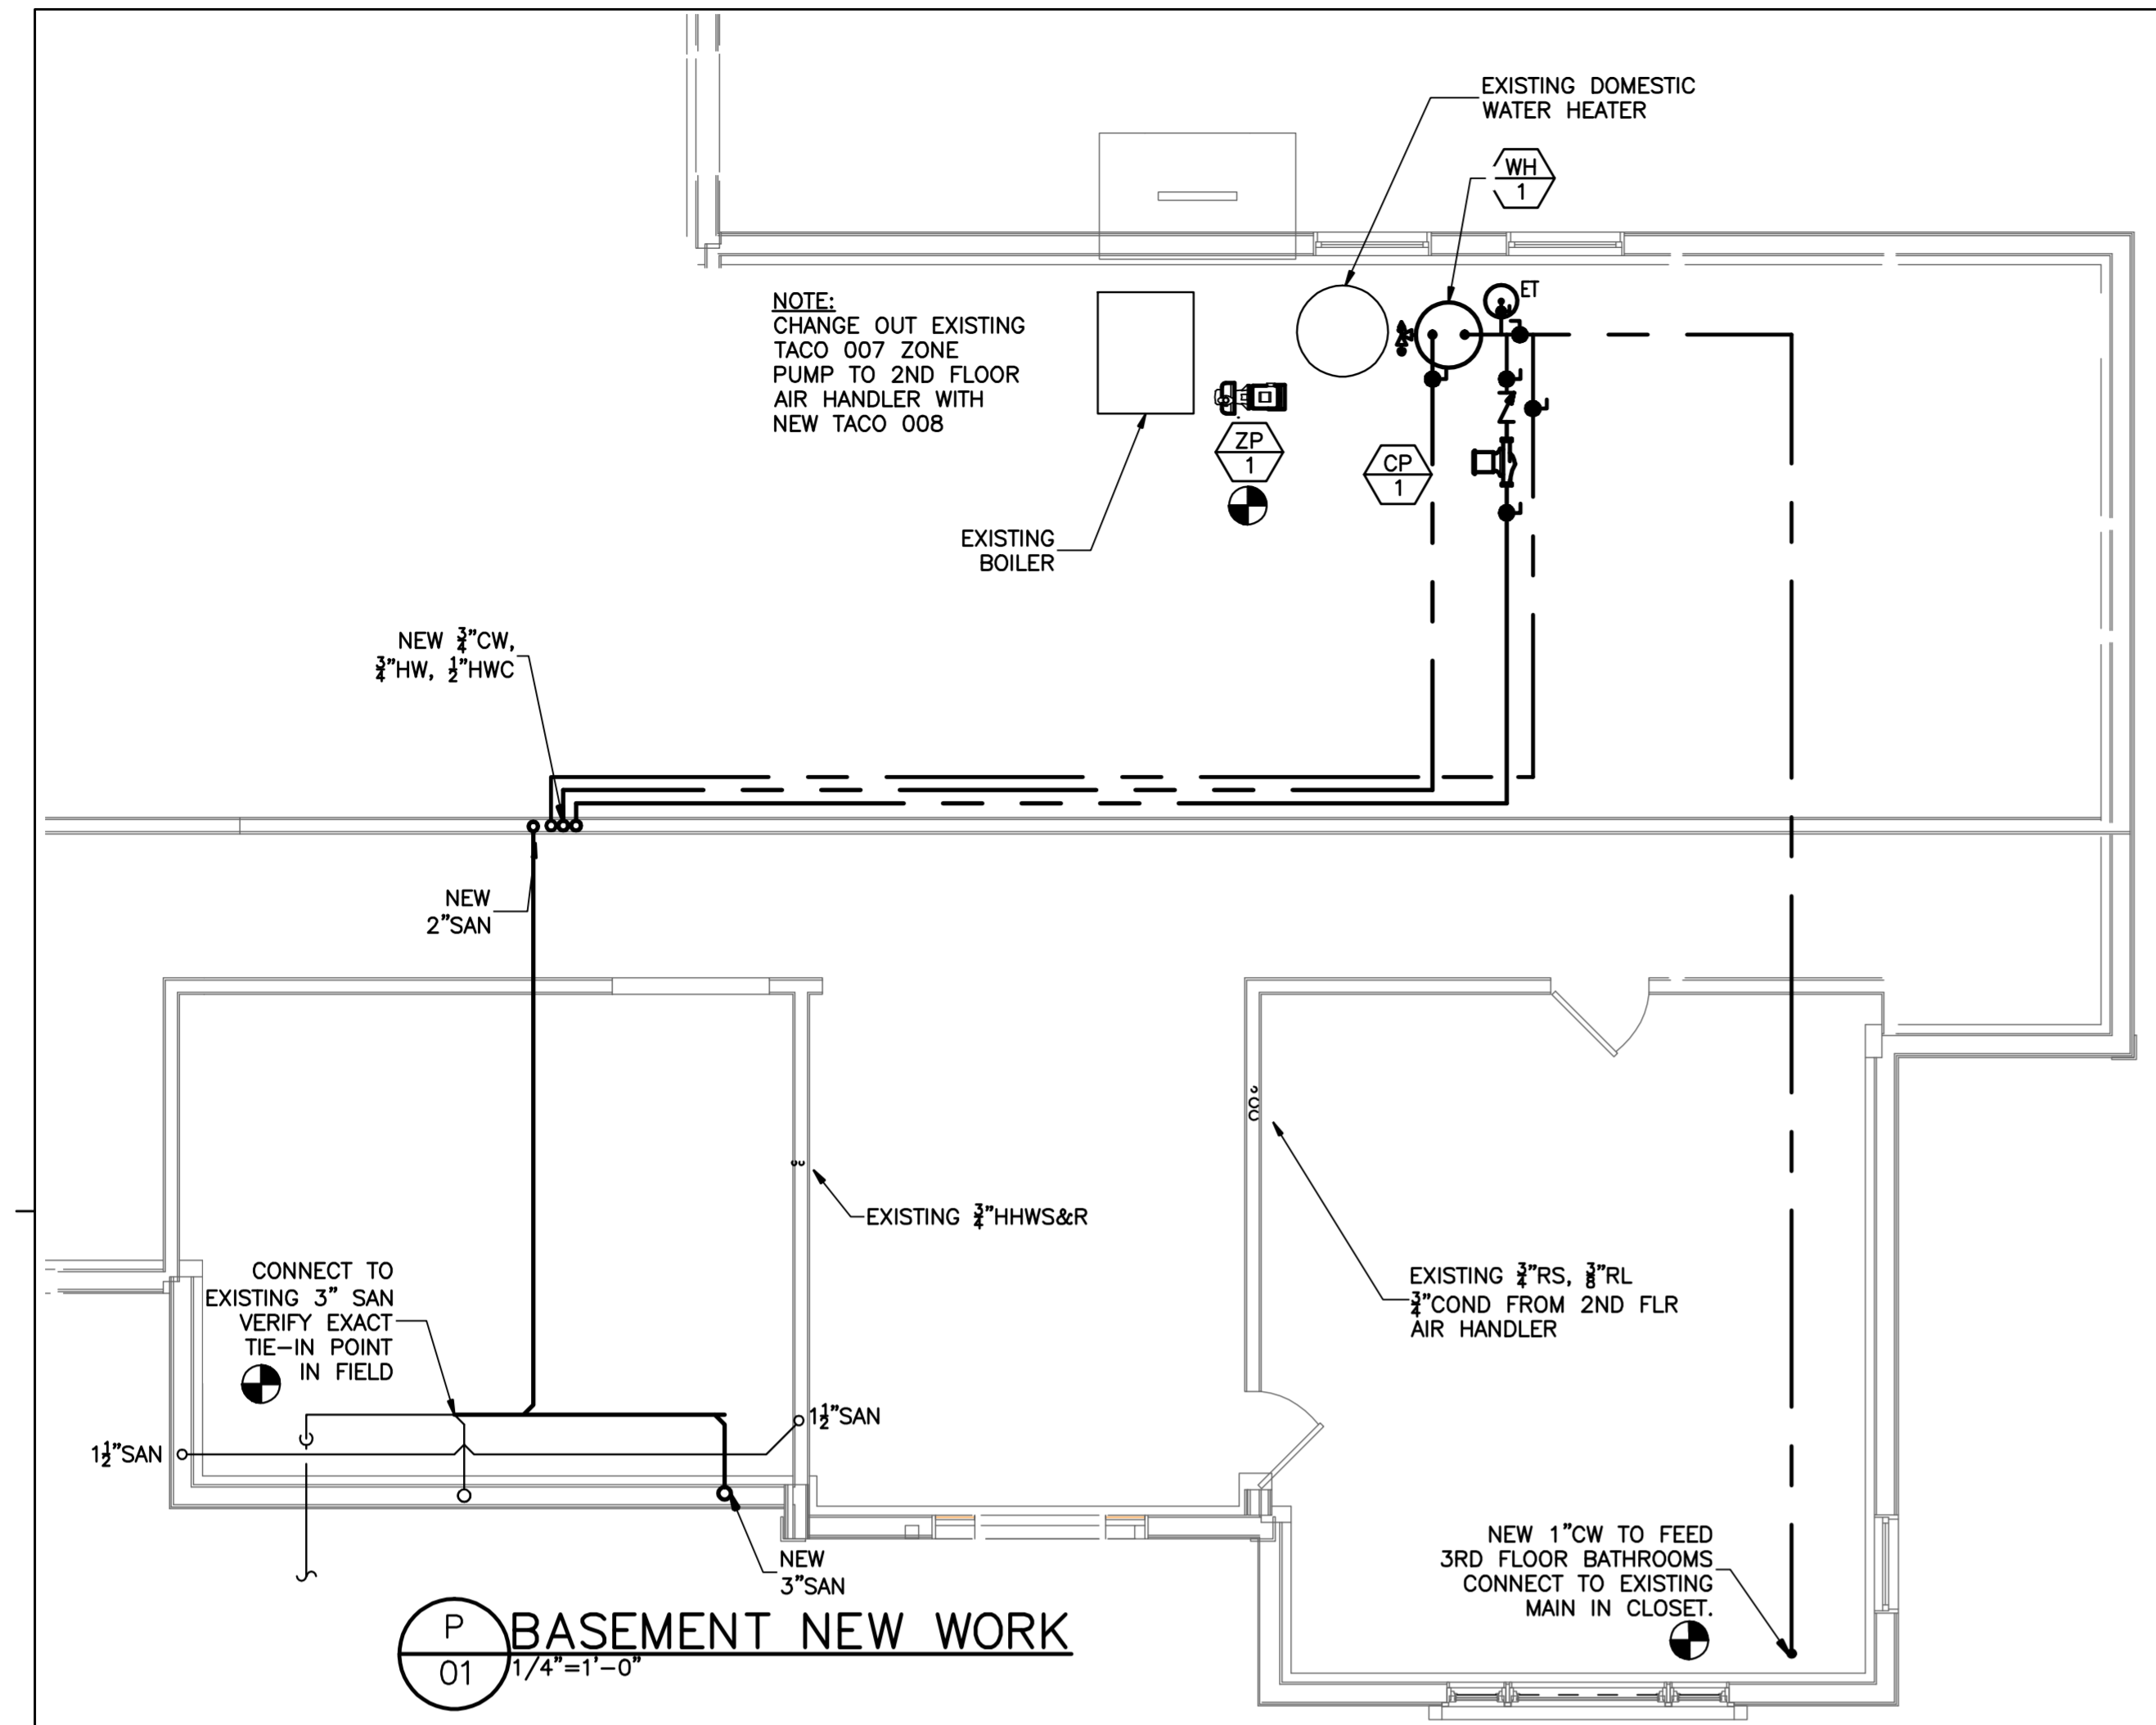 EXISTING DOMESTIC
WATER HEATER
WH
1
ET
NOTE:
CHANGE OUT EXISTING
TACO 007 ZONE
PUMP TO 2ND FLOOR
AIR HANDLER WITH
NEW TACO 008
ZP
1
CP
1
EXISTING
BOILER
NEW 3/4"CW,
3/4"HW, 1/2"HWC
NEW
2"SAN
EXISTING 3/4"HHWS&R
CONNECT TO
EXISTING 3" SAN
VERIFY EXACT
TIE-IN POINT
IN FIELD
EXISTING 3/4"RS, 3/8"RL
3/4"COND FROM 2ND FLR
AIR HANDLER
1 1/2"SAN
1 1/2"SAN
NEW
3"SAN
NEW 1"CW TO FEED
3RD FLOOR BATHROOMS
CONNECT TO EXISTING
MAIN IN CLOSET.
P
01
BASEMENT NEW WORK
1/4"=1'-0"